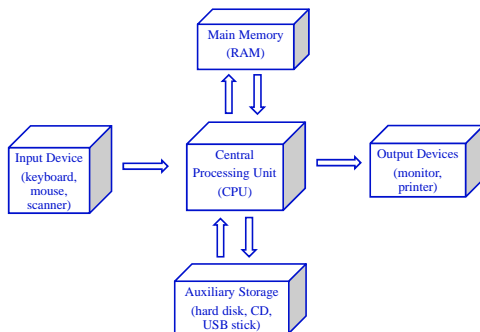 Main Memory
(RAM)
Input Device
(keyboard,
mouse,
scanner)
Central
Processing Unit
(CPU)
Output Devices
(monitor,
printer)
Auxiliary Storage
(hard disk, CD,
USB stick)